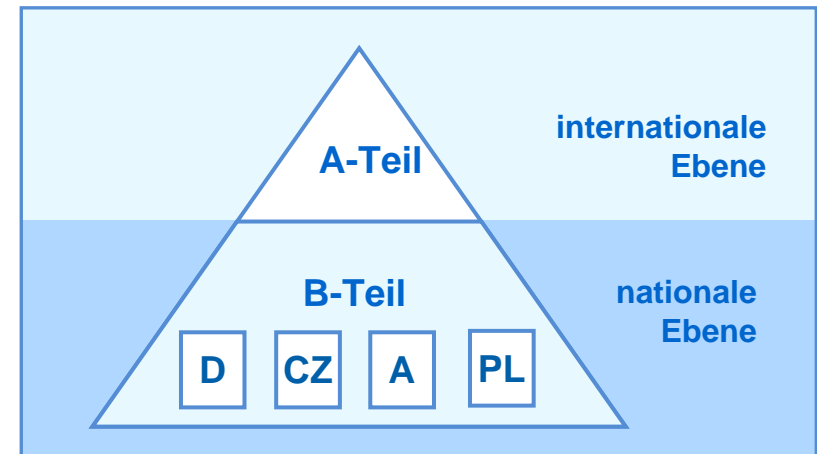 A-Teil
internationale
Ebene
B-Teil
nationale
Ebene
D CZ A PL